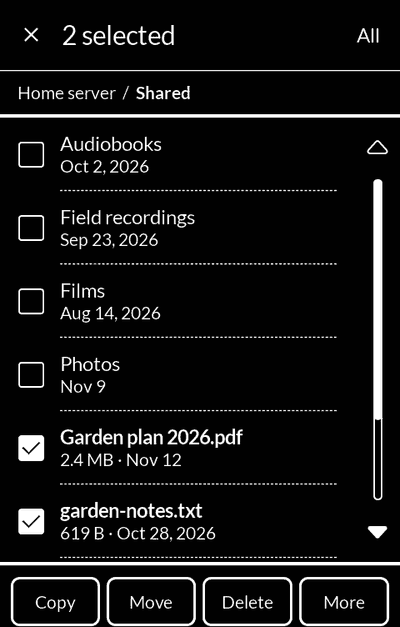 2 selected
All
Home server / Shared
Audiobooks
Oct 2, 2026
Field recordings
Sep 23, 2026
Films
Aug 14, 2026
Photos
Nov 9
Garden plan 2026.pdf
2.4 MB · Nov 12
garden-notes.txt
619 B · Oct 28, 2026
Copy
Move
Delete
More